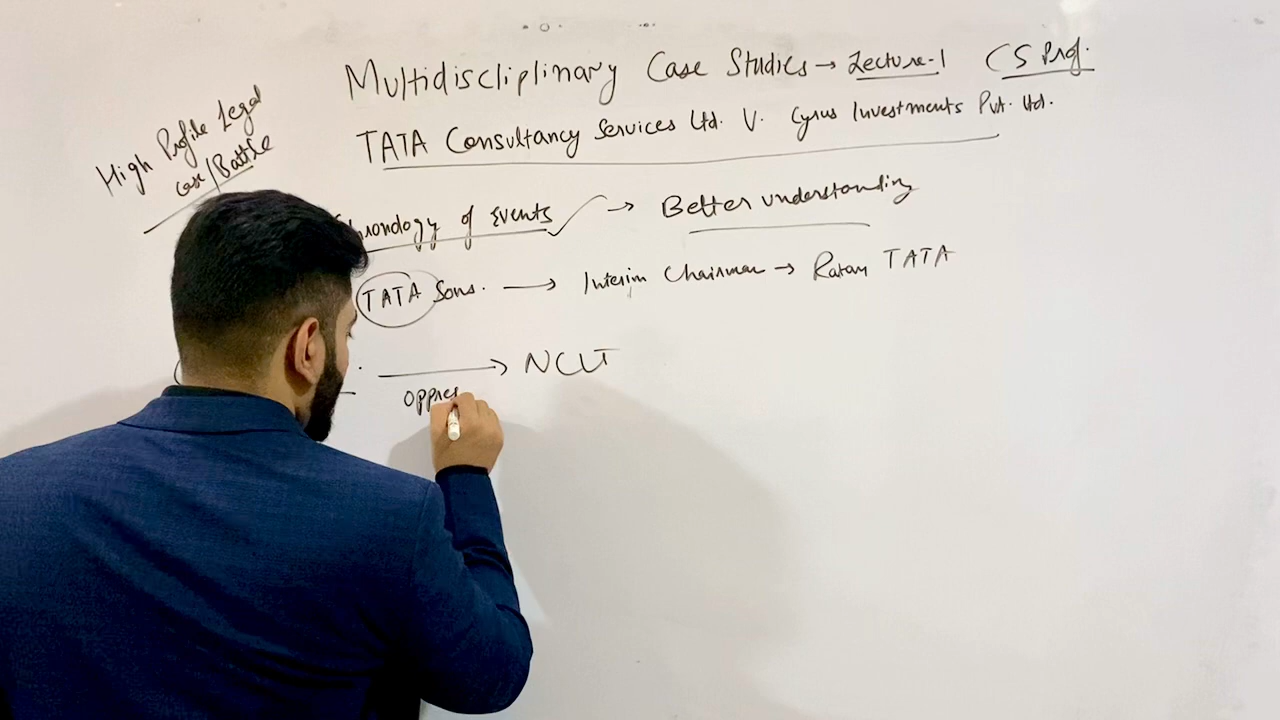 Multidiscliplinary Case Studies → Lecture-1 CS Prof.
TATA Consultancy Services Ltd. V. Cyrus Investments Pvt. Ltd.
High Profile Legal
Case/Battle
Chronology of Events → Better understanding
TATA Sons. → Interim Chairman → Ratan TATA
→ NCLT
Oppres